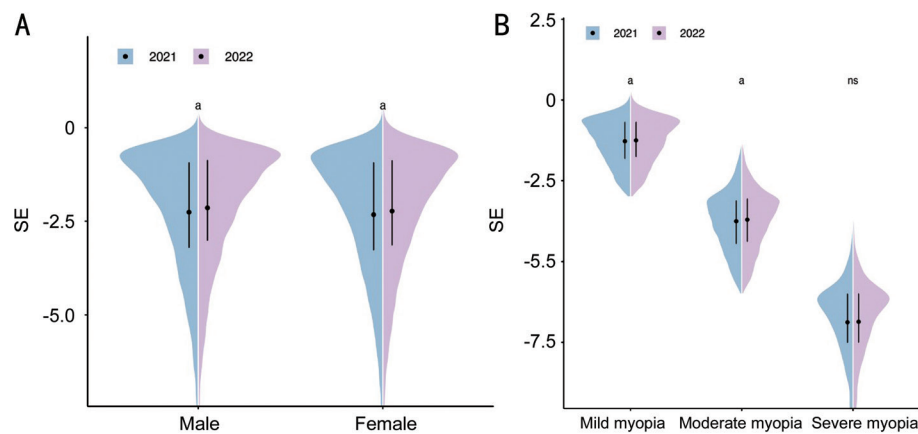 A
2021 2022
a a
0
-2.5
-5.0
SE
Male Female
B
2.5
2021 2022
a a ns
0
-2.5
-5.5
-7.5
SE
Mild myopia Moderate myopia Severe myopia